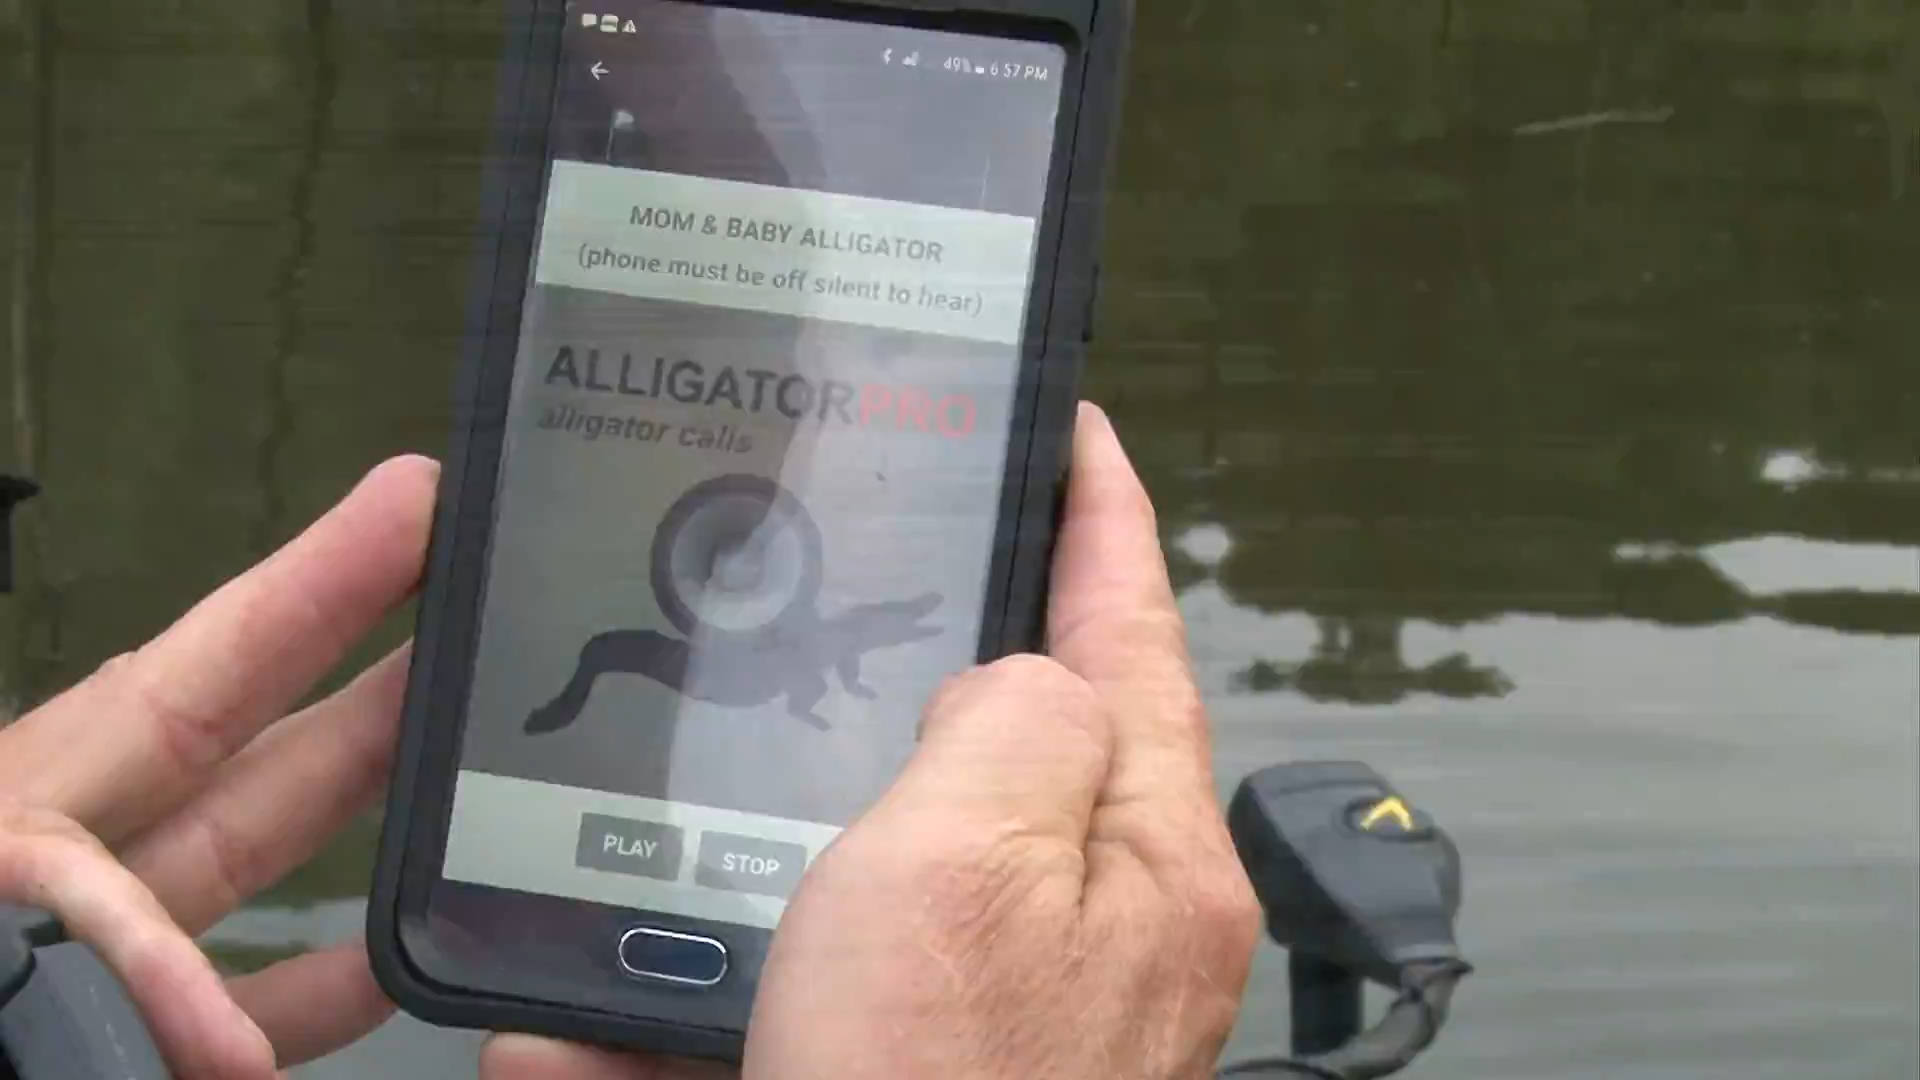 49% 6:57 PM
MOM & BABY ALLIGATOR
(phone must be off silent to hear)
ALLIGATORPRO
alligator calls
PLAY STOP